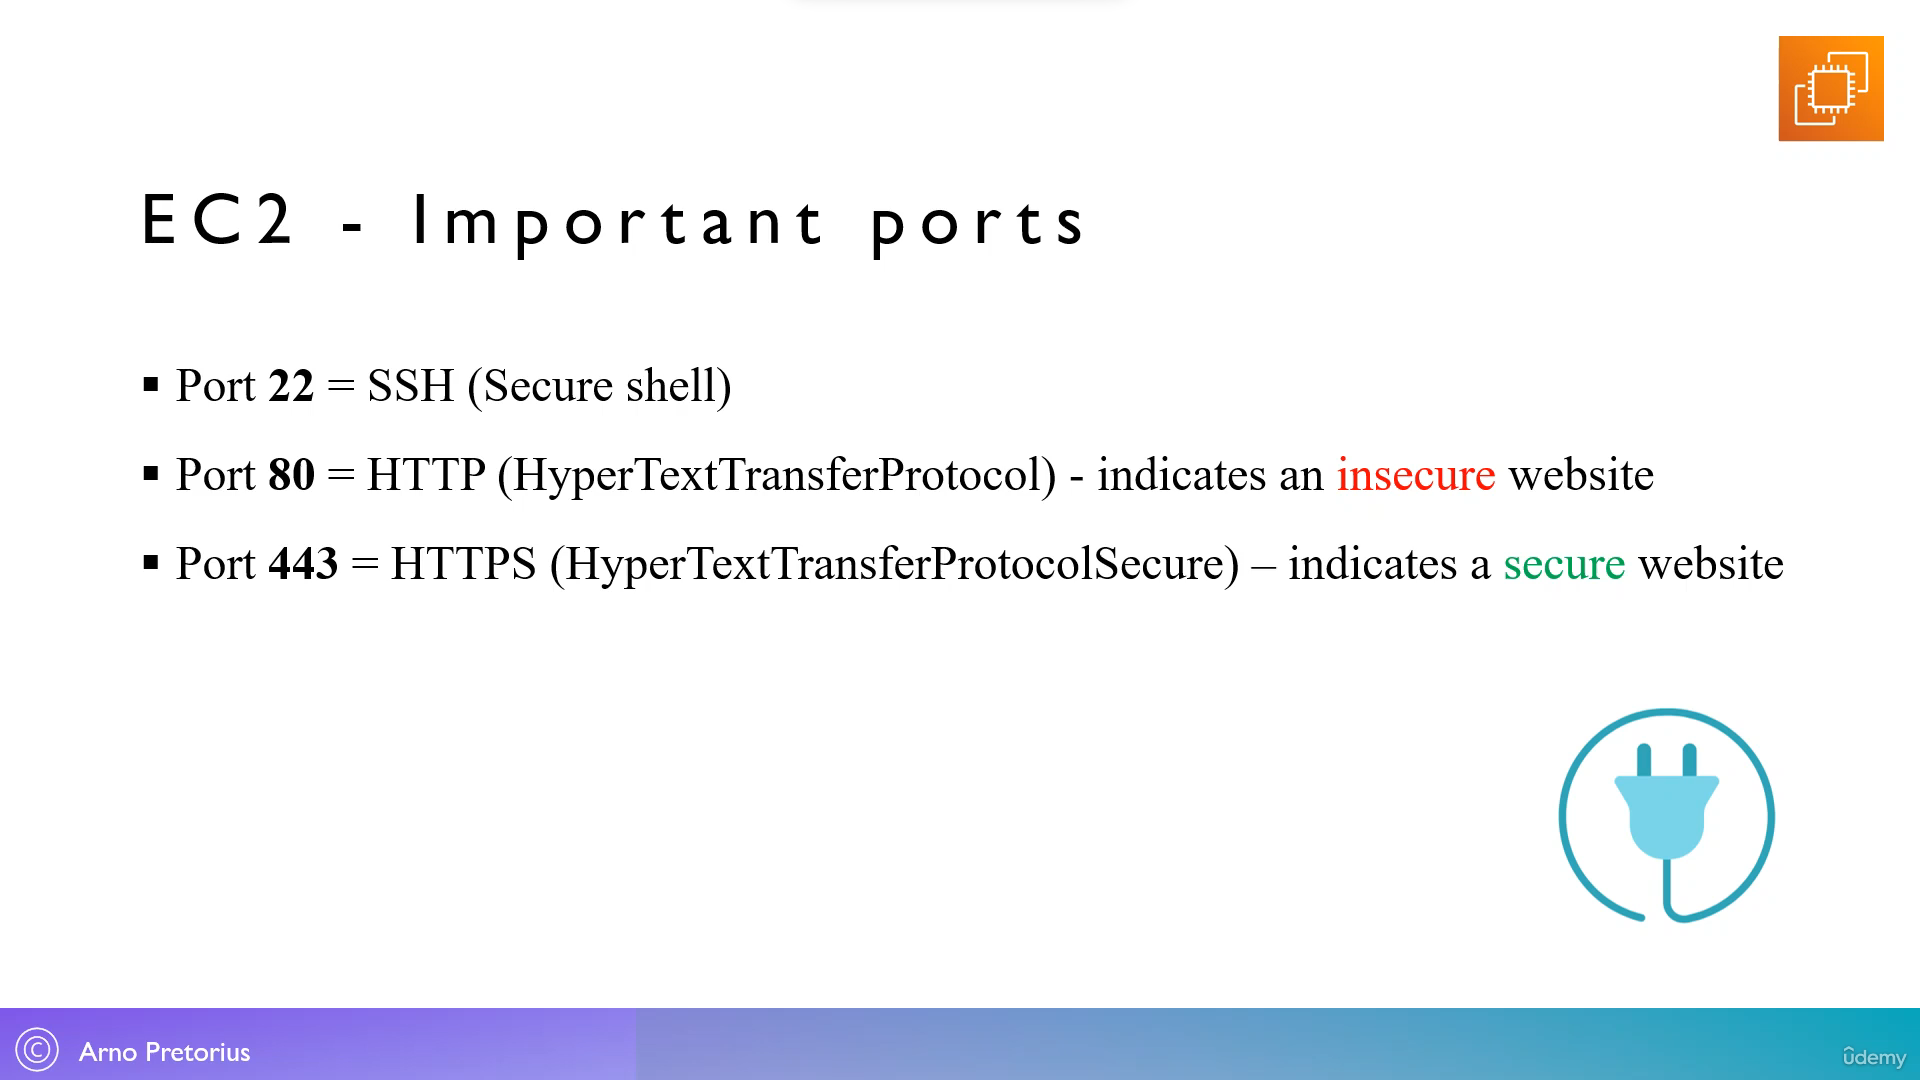 EC2 - Important ports
▪ Port 22 = SSH (Secure shell)
▪ Port 80 = HTTP (HyperTextTransferProtocol) - indicates an insecure website
▪ Port 443 = HTTPS (HyperTextTransferProtocolSecure) – indicates a secure website
© Arno Pretorius
ûdemy